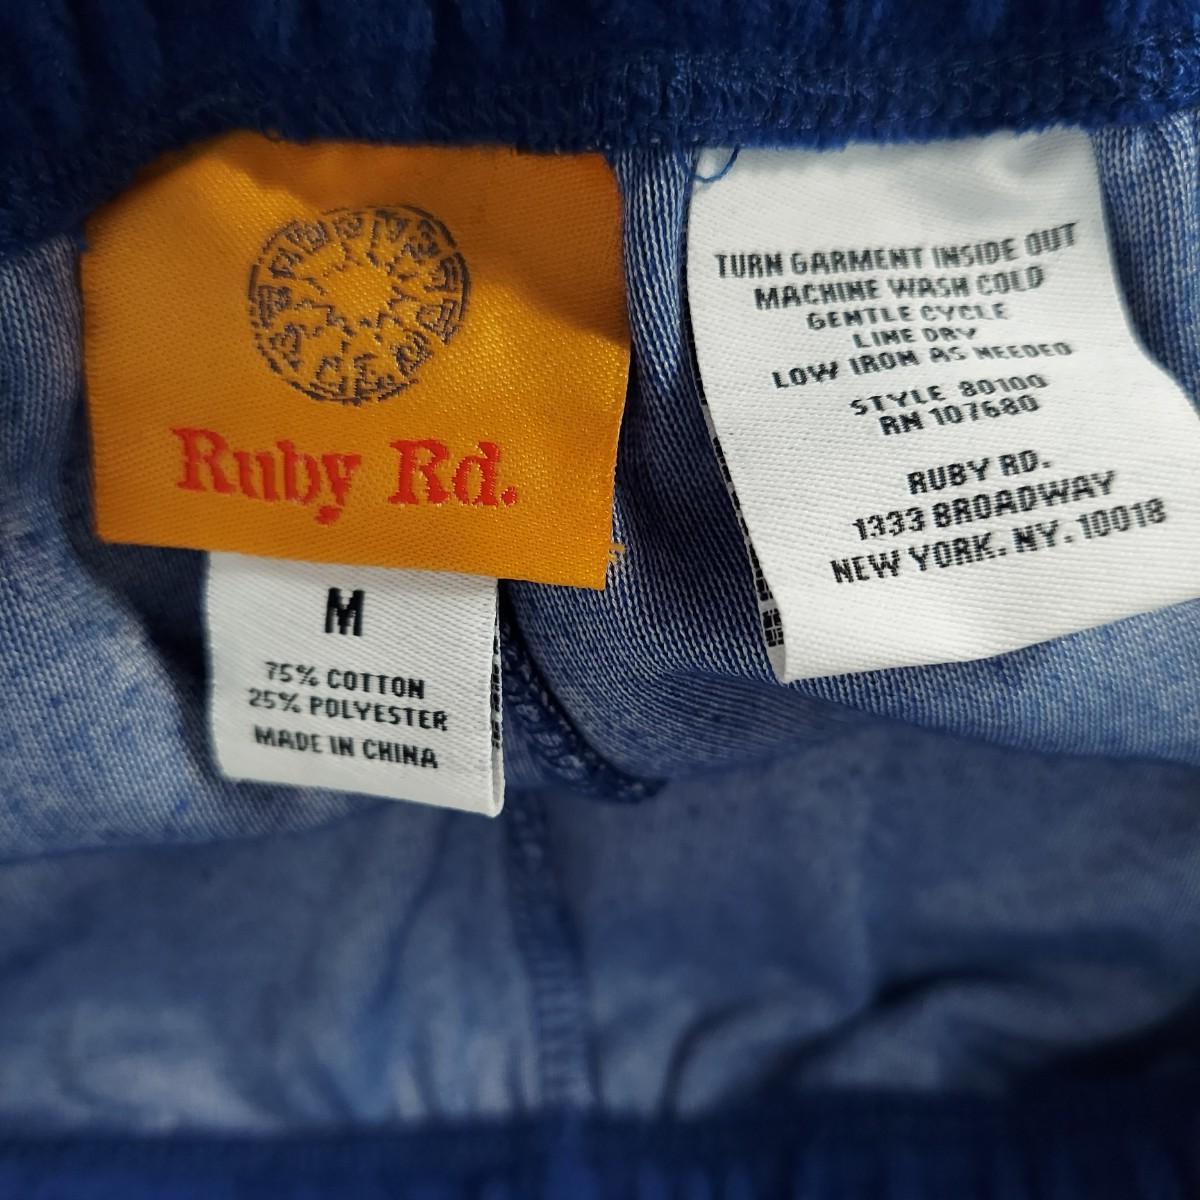 Ruby Rd.
M
75% COTTON
25% POLYESTER
MADE IN CHINA
TURN GARMENT INSIDE OUT
MACHINE WASH COLD
GENTLE CYCLE
LINE DRY
LOW IRON AS NEEDED
STYLE 80100
RN 107680
RUBY RD.
1333 BROADWAY
NEW YORK. NY. 10018